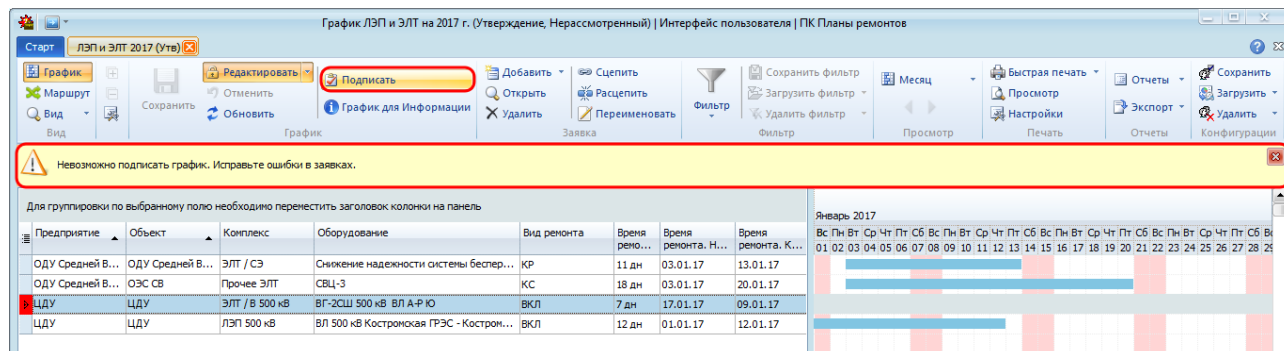 График ЛЭП и ЭЛТ на 2017 г. (Утверждение, Нерассмотренный) | Интерфейс пользователя | ПК Планы ремонтов
Старт ЛЭП и ЭЛТ 2017 (Утв)
График Редактировать Подписать Добавить Сцепить Сохранить фильтр Месяц Быстрая печать Отчеты Сохранить
Маршрут Сохранить Отменить График для Информации Открыть Расцепить Фильтр Загрузить фильтр Просмотр Экспорт Загрузить
Вид Обновить Удалить Переименовать Удалить фильтр Настройки Удалить
Вид График Заявка Фильтр Просмотр Печать Отчеты Конфигурации
Невозможно подписать график. Исправьте ошибки в заявках.
Для группировки по выбранному полю необходимо переместить заголовок колонки на панель
Январь 2017
Предприятие Объект Комплекс Оборудование Вид ремонта Время ремо... Время ремонта. Н... Время ремонта. К...
Вс Пн Вт Ср Чт Пт Сб Вс Пн Вт Ср Чт Пт Сб Вс Пн Вт Ср Чт Пт Сб Вс Пн Вт Ср Чт Пт Сб Вс
01 02 03 04 05 06 07 08 09 10 11 12 13 14 15 16 17 18 19 20 21 22 23 24 25 26 27 28 29
ОДУ Средней В... ОДУ Средней В... ЭЛТ / СЭ Снижение надежности системы беспер... КР 11 дн 03.01.17 13.01.17
ОДУ Средней В... ОЭС СВ Прочее ЭЛТ СВЦ-3 КС 18 дн 03.01.17 20.01.17
ЦДУ ЦДУ ЭЛТ / В 500 кВ ВГ-2СШ 500 кВ ВЛ А-Р Ю ВКЛ 7 дн 17.01.17 09.01.17
ЦДУ ЦДУ ЛЭП 500 кВ ВЛ 500 кВ Костромская ГРЭС - Костром... ВКЛ 12 дн 01.01.17 12.01.17